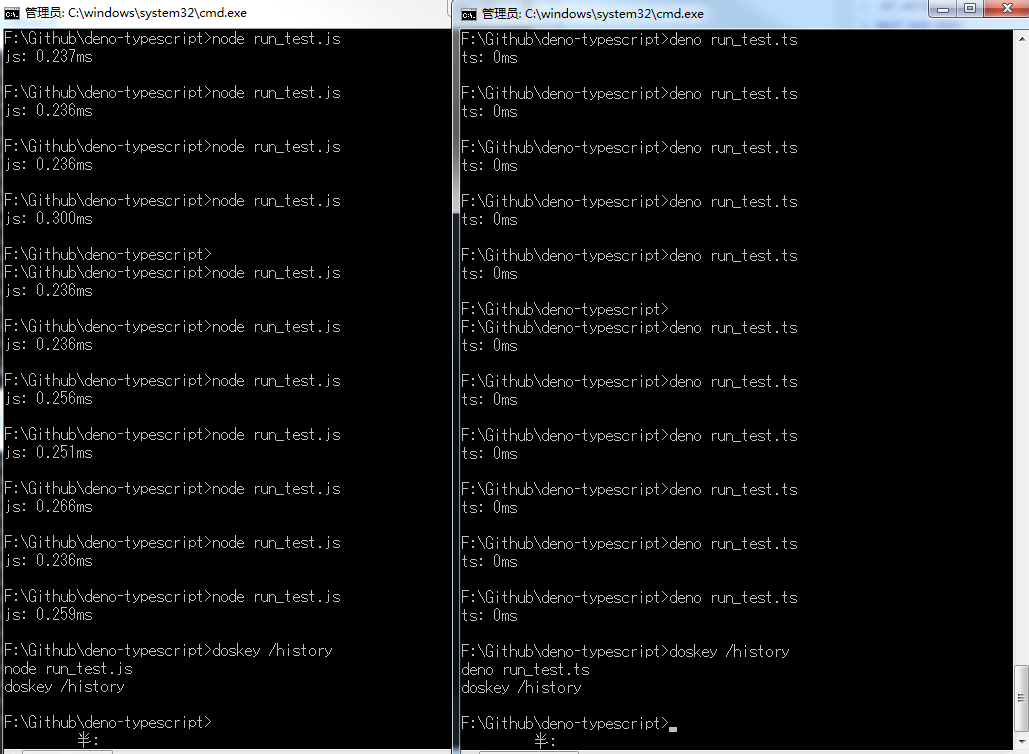 管理员: C:\windows\system32\cmd.exe
F:\Github\deno-typescript>node run_test.js
js: 0.237ms
F:\Github\deno-typescript>node run_test.js
js: 0.236ms
F:\Github\deno-typescript>node run_test.js
js: 0.236ms
F:\Github\deno-typescript>node run_test.js
js: 0.300ms
F:\Github\deno-typescript>
F:\Github\deno-typescript>node run_test.js
js: 0.236ms
F:\Github\deno-typescript>node run_test.js
js: 0.236ms
F:\Github\deno-typescript>node run_test.js
js: 0.256ms
F:\Github\deno-typescript>node run_test.js
js: 0.251ms
F:\Github\deno-typescript>node run_test.js
js: 0.266ms
F:\Github\deno-typescript>node run_test.js
js: 0.236ms
F:\Github\deno-typescript>node run_test.js
js: 0.259ms
F:\Github\deno-typescript>doskey /history
node run_test.js
doskey /history
F:\Github\deno-typescript>
半:
管理员: C:\windows\system32\cmd.exe
F:\Github\deno-typescript>deno run_test.ts
ts: 0ms
F:\Github\deno-typescript>deno run_test.ts
ts: 0ms
F:\Github\deno-typescript>deno run_test.ts
ts: 0ms
F:\Github\deno-typescript>deno run_test.ts
ts: 0ms
F:\Github\deno-typescript>deno run_test.ts
ts: 0ms
F:\Github\deno-typescript>
F:\Github\deno-typescript>deno run_test.ts
ts: 0ms
F:\Github\deno-typescript>deno run_test.ts
ts: 0ms
F:\Github\deno-typescript>deno run_test.ts
ts: 0ms
F:\Github\deno-typescript>deno run_test.ts
ts: 0ms
F:\Github\deno-typescript>deno run_test.ts
ts: 0ms
F:\Github\deno-typescript>deno run_test.ts
ts: 0ms
F:\Github\deno-typescript>doskey /history
deno run_test.ts
doskey /history
F:\Github\deno-typescript>
半: